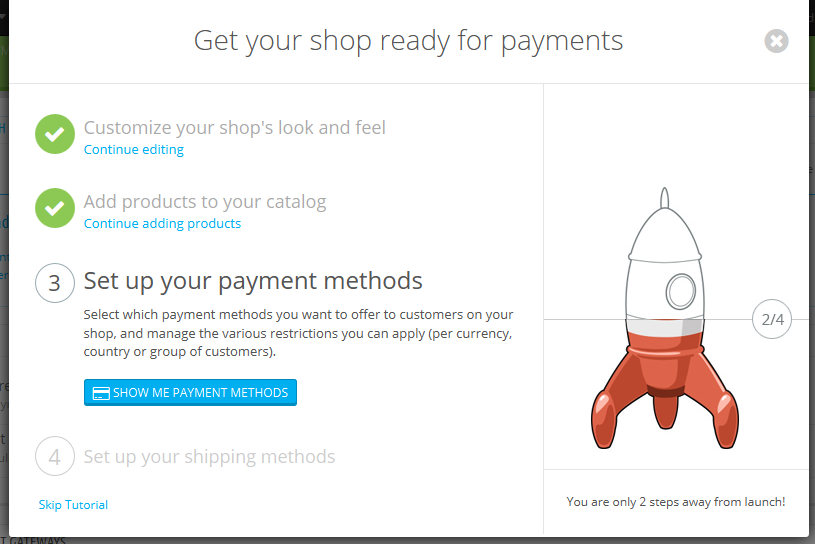 Get your shop ready for payments
Customize your shop's look and feel
Continue editing
Add products to your catalog
Continue adding products
3
Set up your payment methods
Select which payment methods you want to offer to customers on your
shop, and manage the various restrictions you can apply (per currency,
country or group of customers).
SHOW ME PAYMENT METHODS
4
Set up your shipping methods
Skip Tutorial
2/4
You are only 2 steps away from launch!